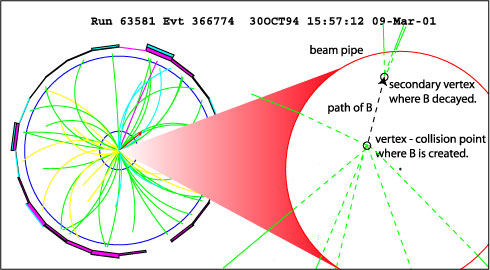 Run 63581 Evt 366774 30OCT94 15:57:12 09-Mar-01
beam pipe
secondary vertex
where B decayed.
path of B
vertex - collision point
where B is created.